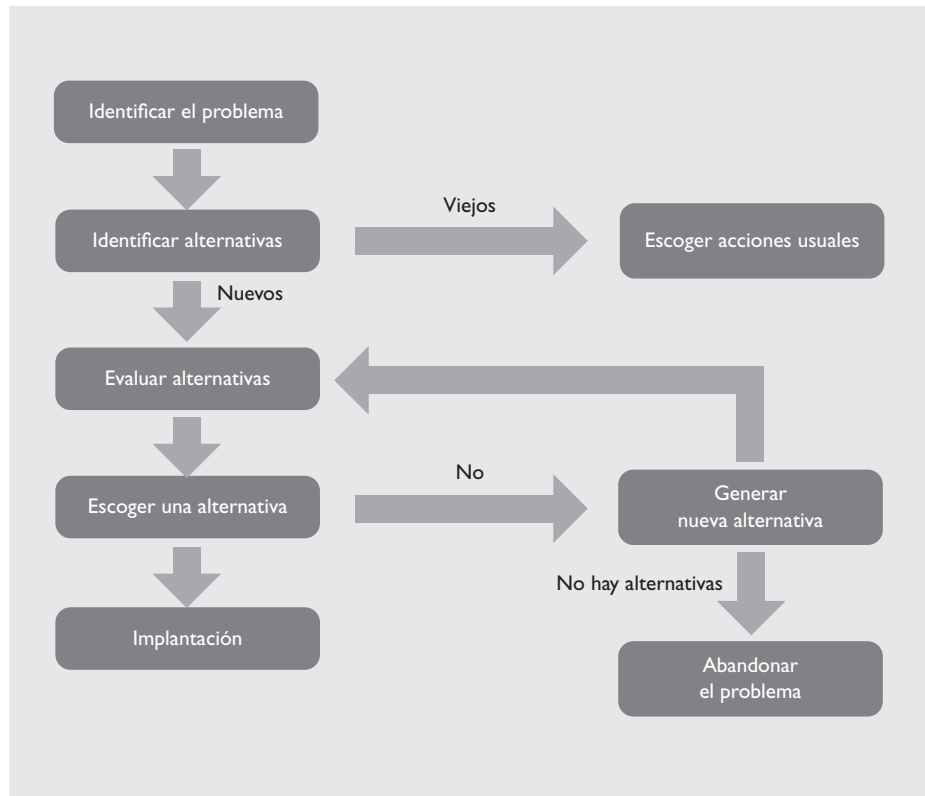 Identificar el problema
Viejos
Identificar alternativas
Escoger acciones usuales
Nuevos
Evaluar alternativas
No
Escoger una alternativa
Generar
nueva alternativa
No hay alternativas
Implantación
Abandonar
el problema